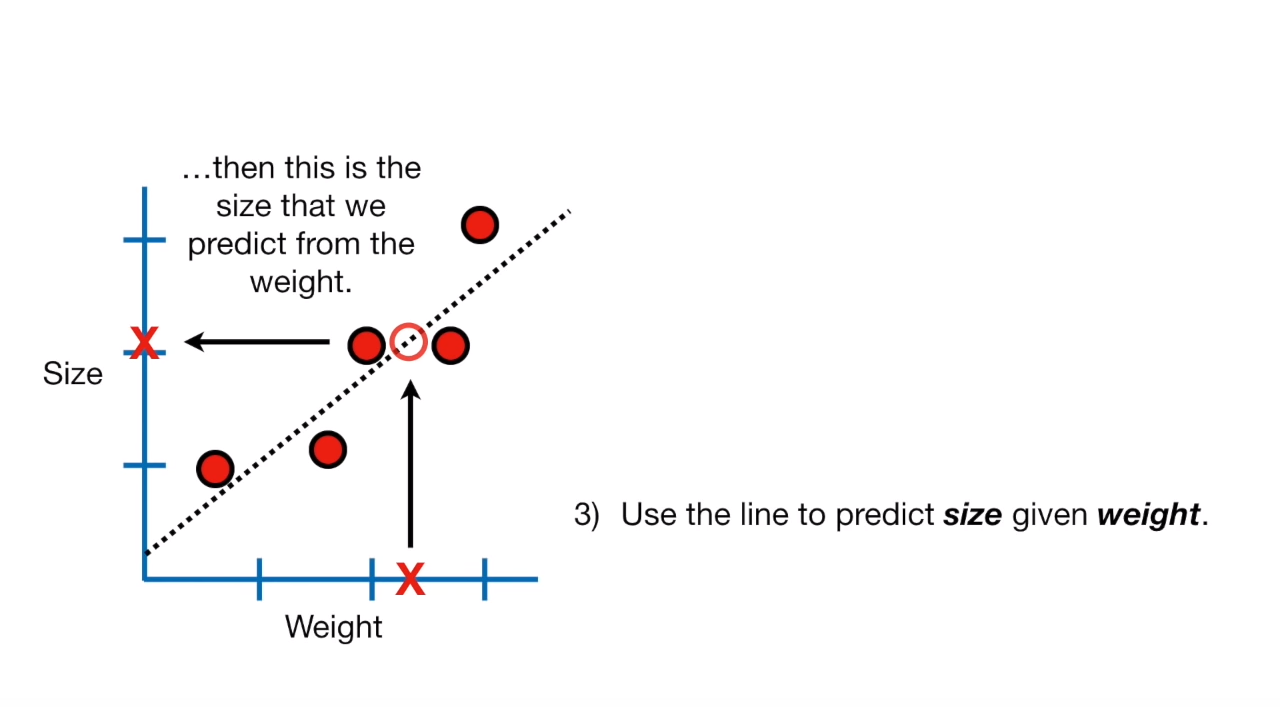 …then this is the
size that we
predict from the
weight.
X
Size
3) Use the line to predict size given weight.
X
Weight